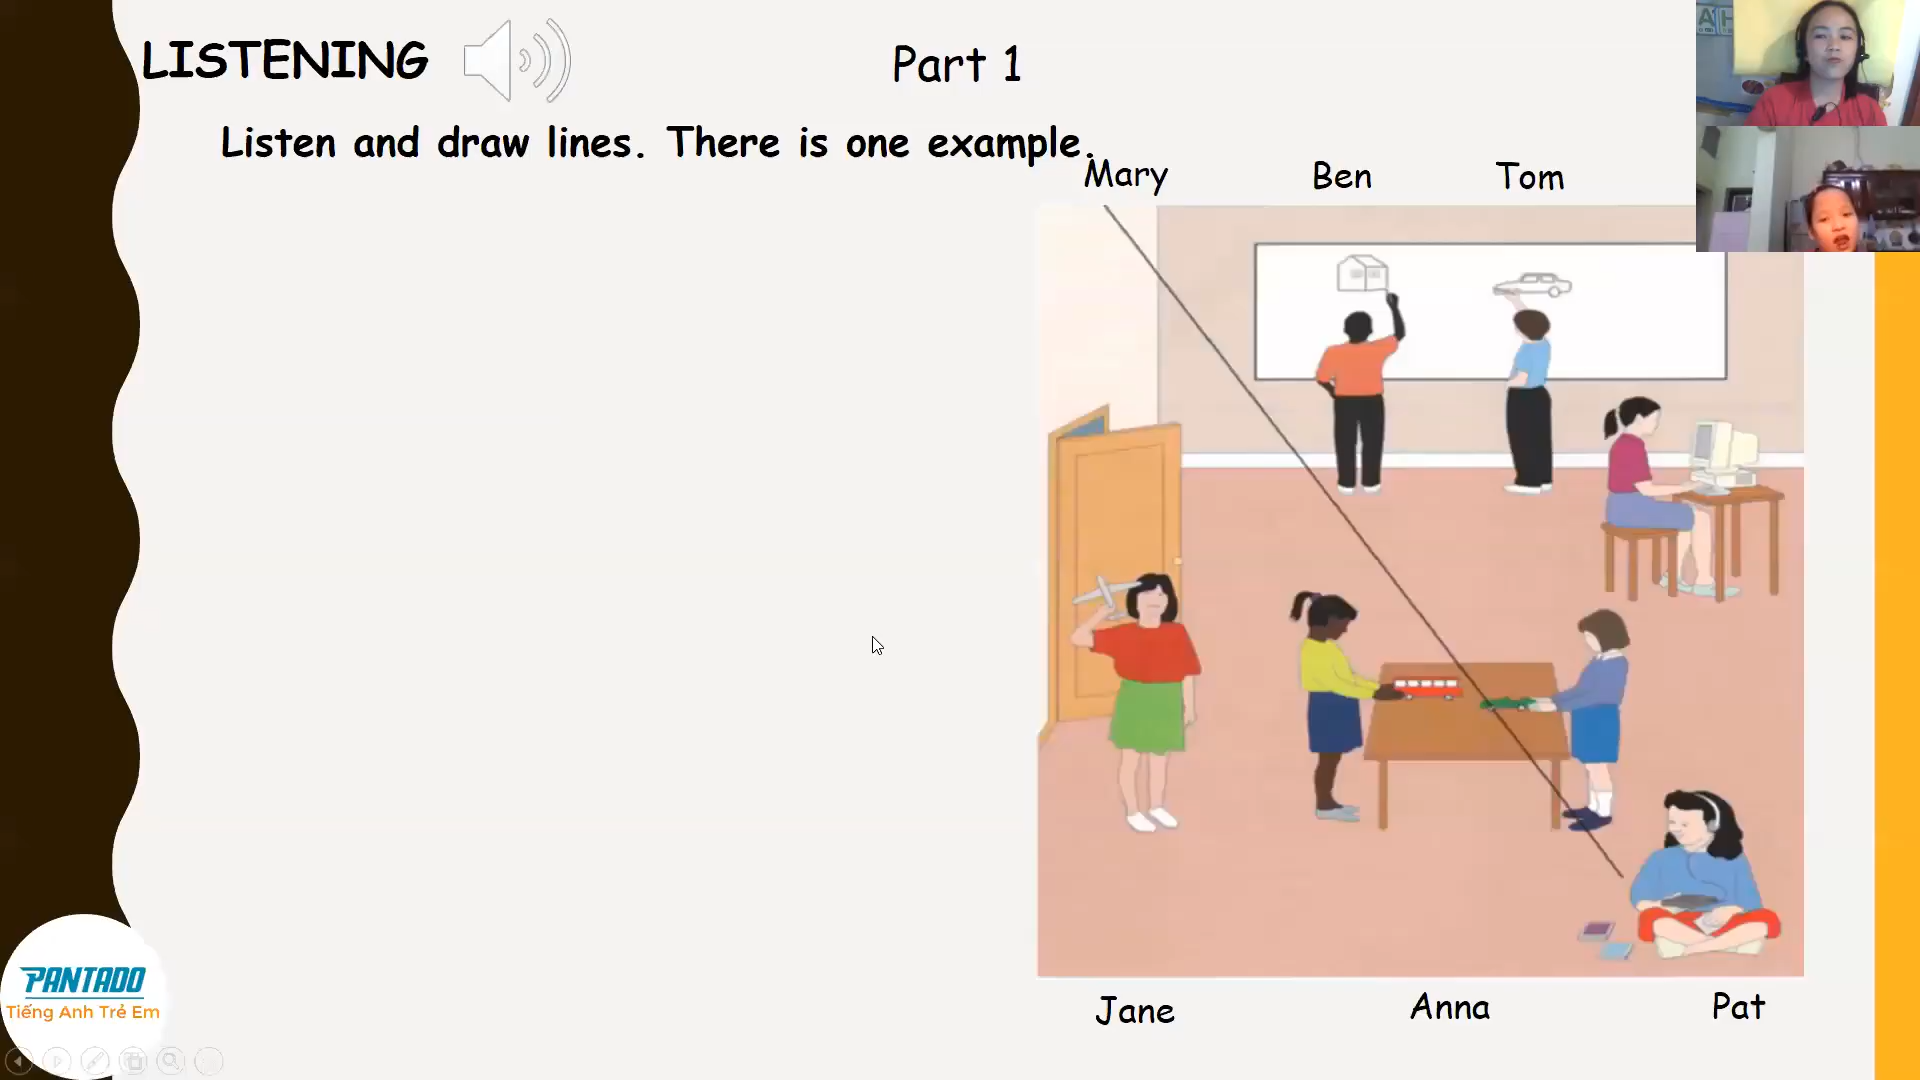 LISTENING
Part 1
Listen and draw lines. There is one example.
Mary
Ben
Tom
Jane
Anna
Pat
PANTADO
Tiếng Anh Trẻ Em